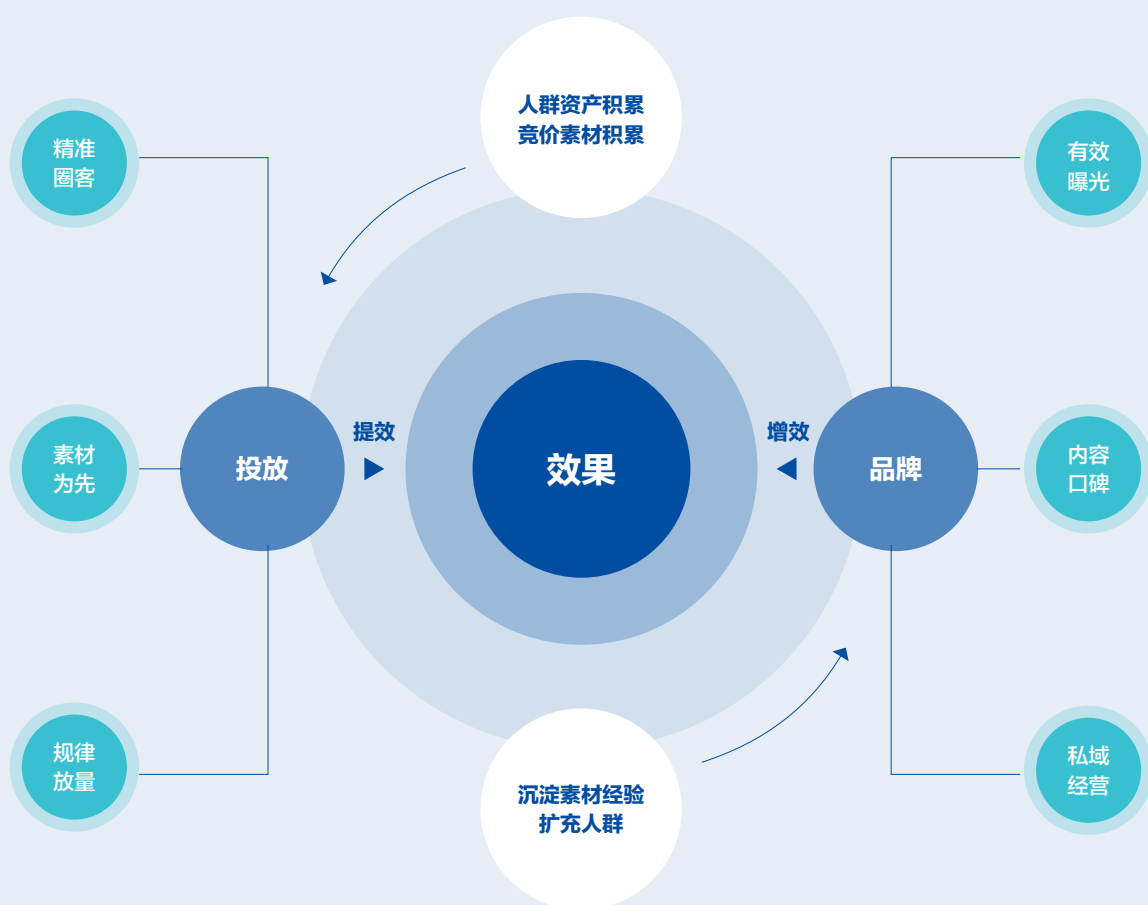 人群资产积累
竞价素材积累
精准
圈客
有效
曝光
提效
增效
素材
为先
投放
效果
品牌
内容
口碑
规律
放量
私域
经营
沉淀素材经验
扩充人群